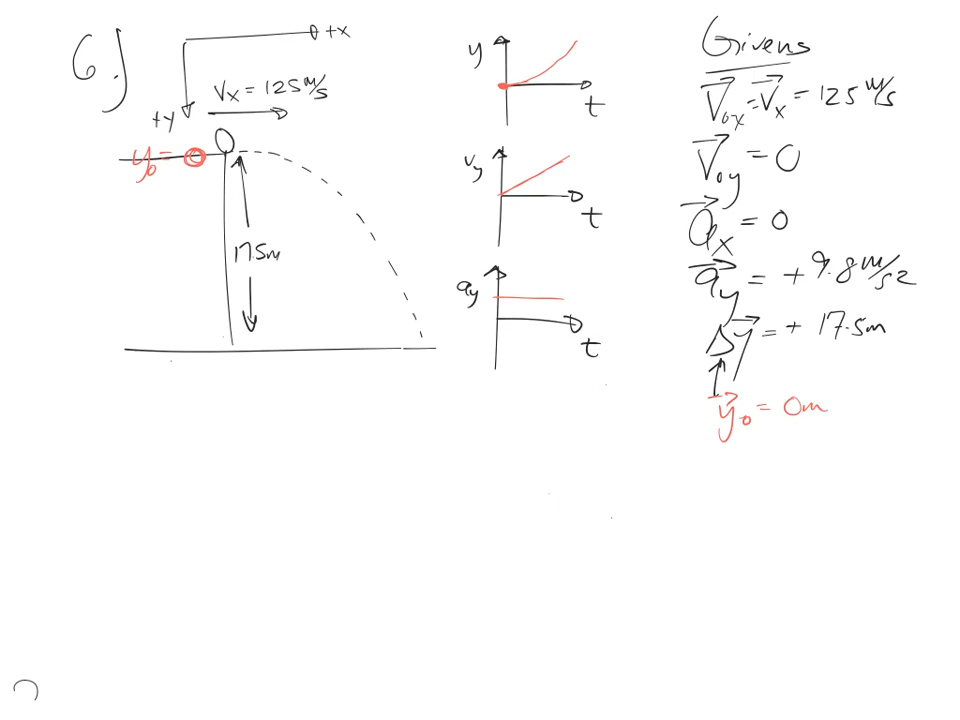 6.)
+x
Vx = 125 m/s
+y
y₀ = 0
17.5m
y
t
Vy
t
ay
t
Givens
V₀x = Vx = 125 m/s
V₀y = 0
ax = 0
ay = + 9.8 m/s²
Δy = + 17.5m
y₀ = 0m